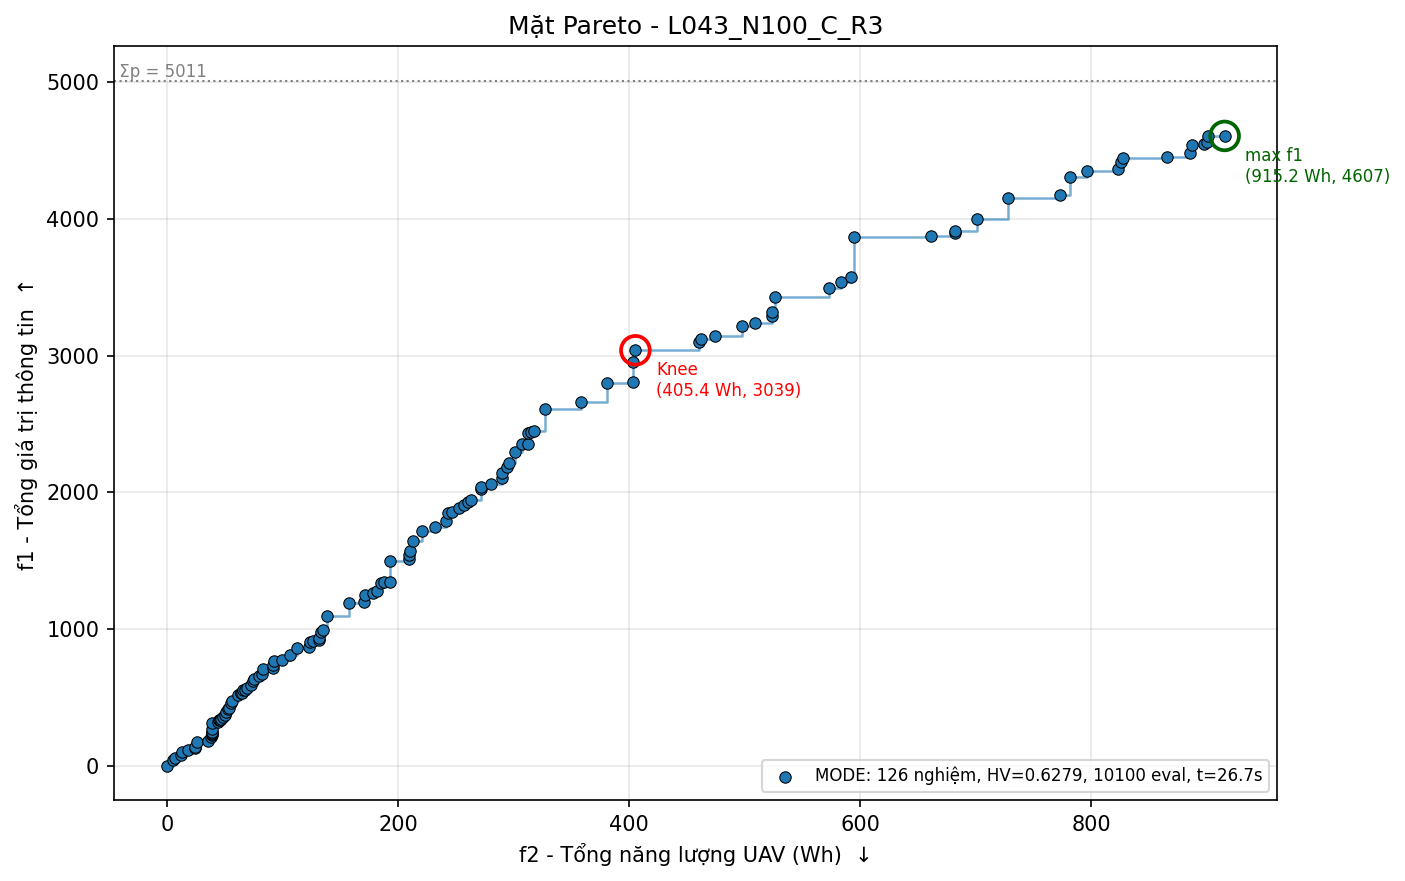 Mặt Pareto - L043_N100_C_R3
Σp = 5011
5000
4000
3000
2000
1000
0
f1 - Tổng giá trị thông tin ↑
max f1
(915.2 Wh, 4607)
Knee
(405.4 Wh, 3039)
MODE: 126 nghiệm, HV=0.6279, 10100 eval, t=26.7s
0 200 400 600 800
f2 - Tổng năng lượng UAV (Wh) ↓